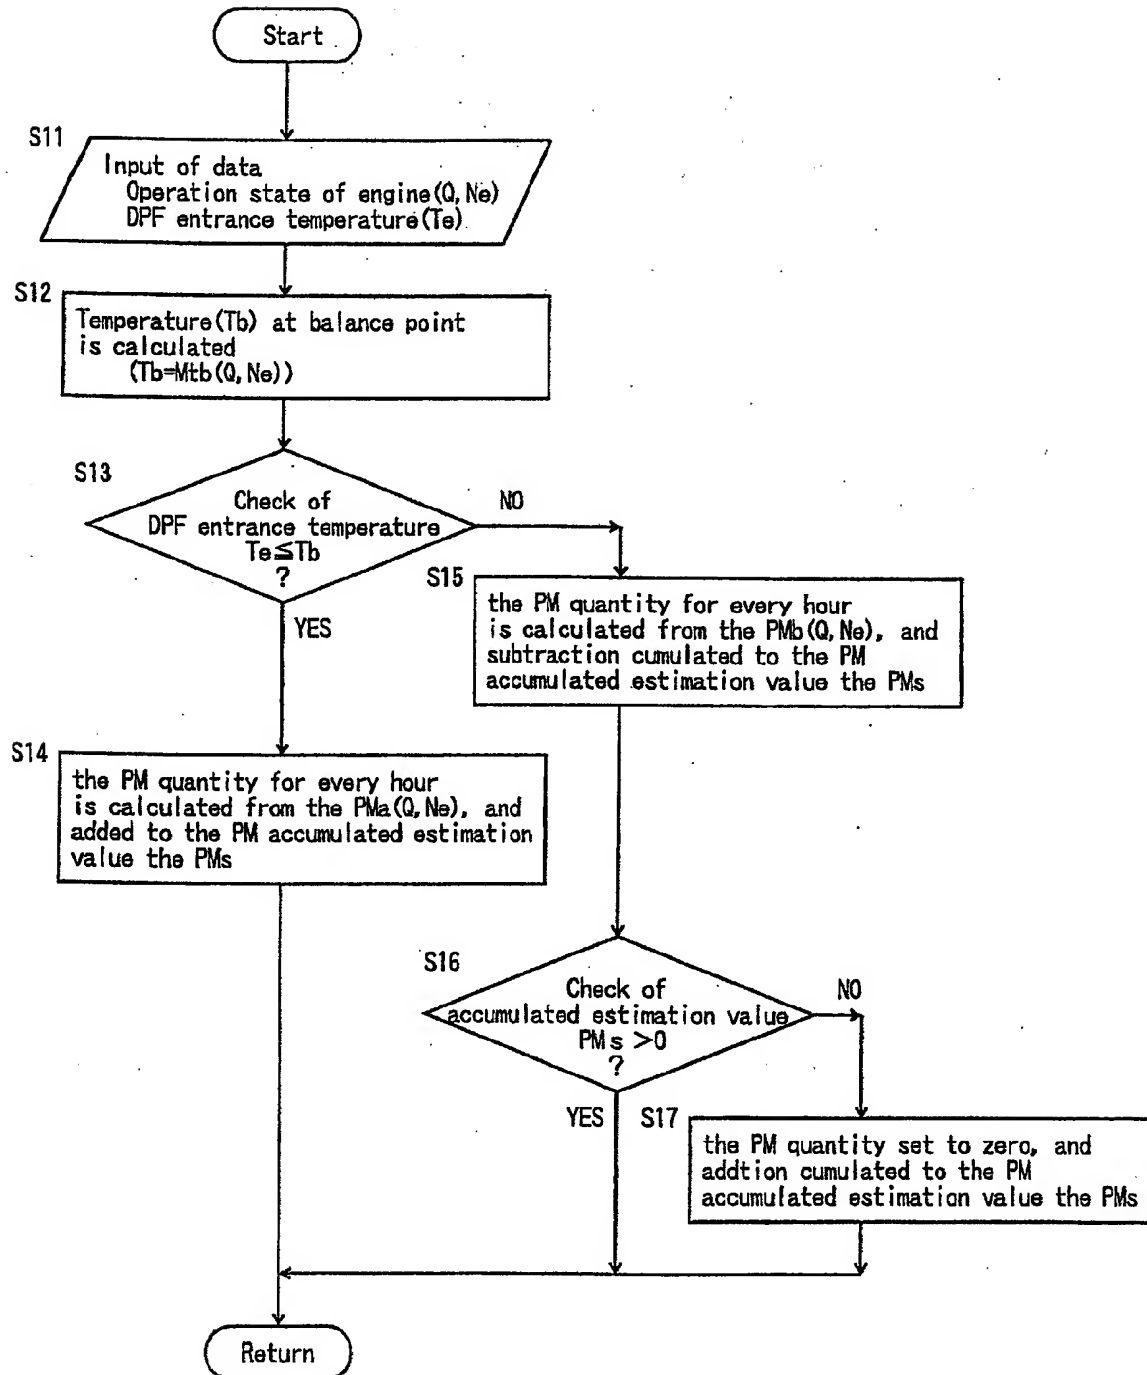 Start
S11
Input of data
Operation state of engine(Q,Ne)
DPF entrance temperature(Te)
S12
Temperature(Tb) at balance point
is calculated
(Tb=Mtb(Q,Ne))
S13
Check of
DPF entrance temperature
Te≦Tb
?
NO
YES
S15
the PM quantity for every hour
is calculated from the PMb(Q,Ne), and
subtraction cumulated to the PM
accumulated estimation value the PMs
S14
the PM quantity for every hour
is calculated from the PMa(Q,Ne), and
added to the PM accumulated estimation
value the PMs
S16
Check of
accumulated estimation value
PMs >0
?
NO
YES
S17
the PM quantity set to zero, and
addtion cumulated to the PM
accumulated estimation value the PMs
Return